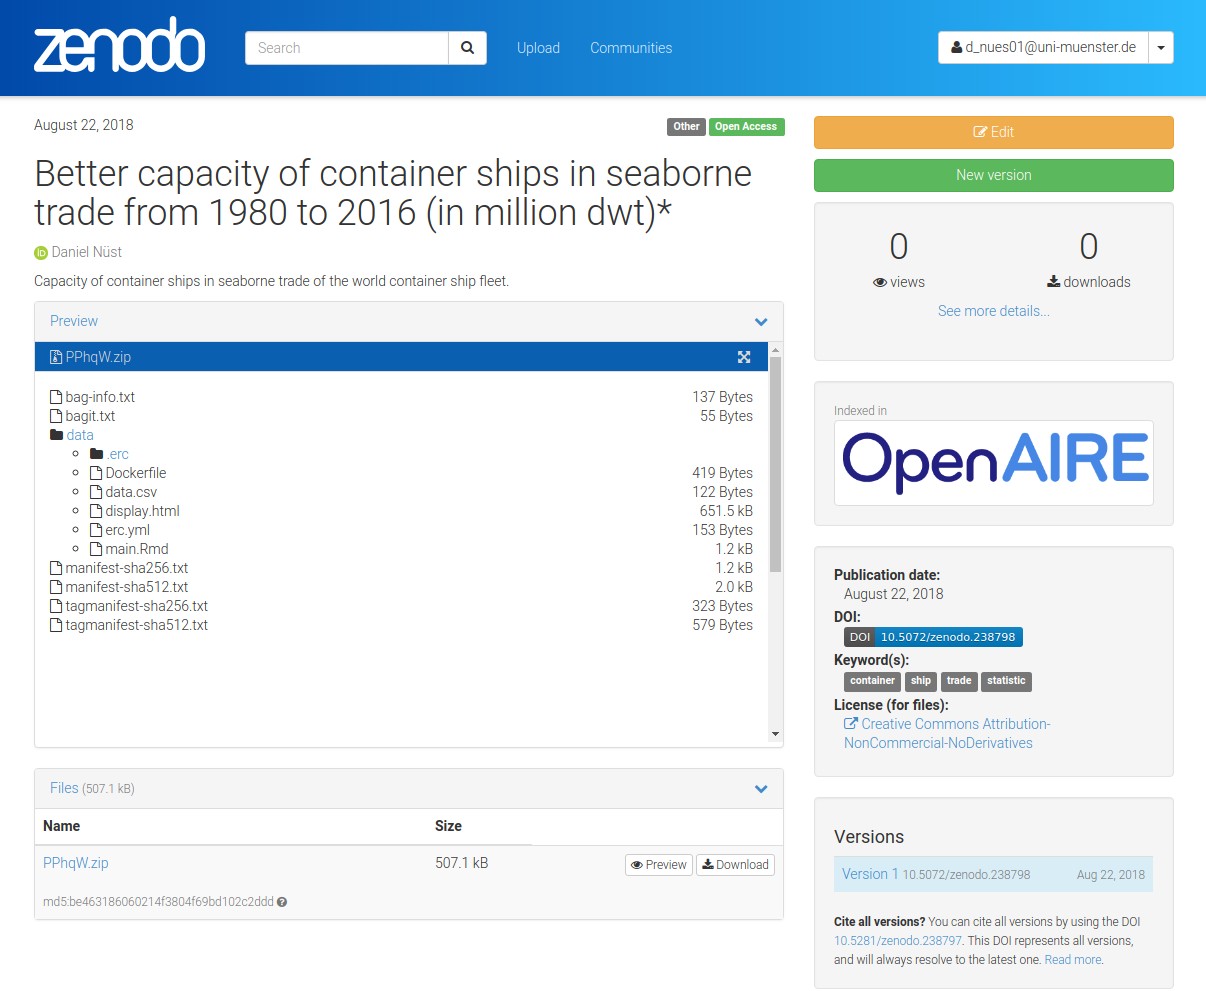 zenodo
Search
Upload
Communities
d_nues01@uni-muenster.de
August 22, 2018
Other
Open Access
Better capacity of container ships in seaborne
trade from 1980 to 2016 (in million dwt)*
iD Daniel Nüst
Capacity of container ships in seaborne trade of the world container ship fleet.
Preview
PPhqW.zip
bag-info.txt 137 Bytes
bagit.txt 55 Bytes
data
.erc
Dockerfile 419 Bytes
data.csv 122 Bytes
display.html 651.5 kB
erc.yml 153 Bytes
main.Rmd 1.2 kB
manifest-sha256.txt 1.2 kB
manifest-sha512.txt 2.0 kB
tagmanifest-sha256.txt 323 Bytes
tagmanifest-sha512.txt 579 Bytes
Files (507.1 kB)
Name Size
PPhqW.zip 507.1 kB Preview Download
md5:be463186060214f3804f69bd102c2ddd
Edit
New version
0 0
views downloads
See more details...
Indexed in
OpenAIRE
Publication date:
August 22, 2018
DOI:
DOI 10.5072/zenodo.238798
Keyword(s):
container ship trade statistic
License (for files):
Creative Commons Attribution-
NonCommercial-NoDerivatives
Versions
Version 1 10.5072/zenodo.238798 Aug 22, 2018
Cite all versions? You can cite all versions by using the DOI
10.5281/zenodo.238797. This DOI represents all versions,
and will always resolve to the latest one. Read more.